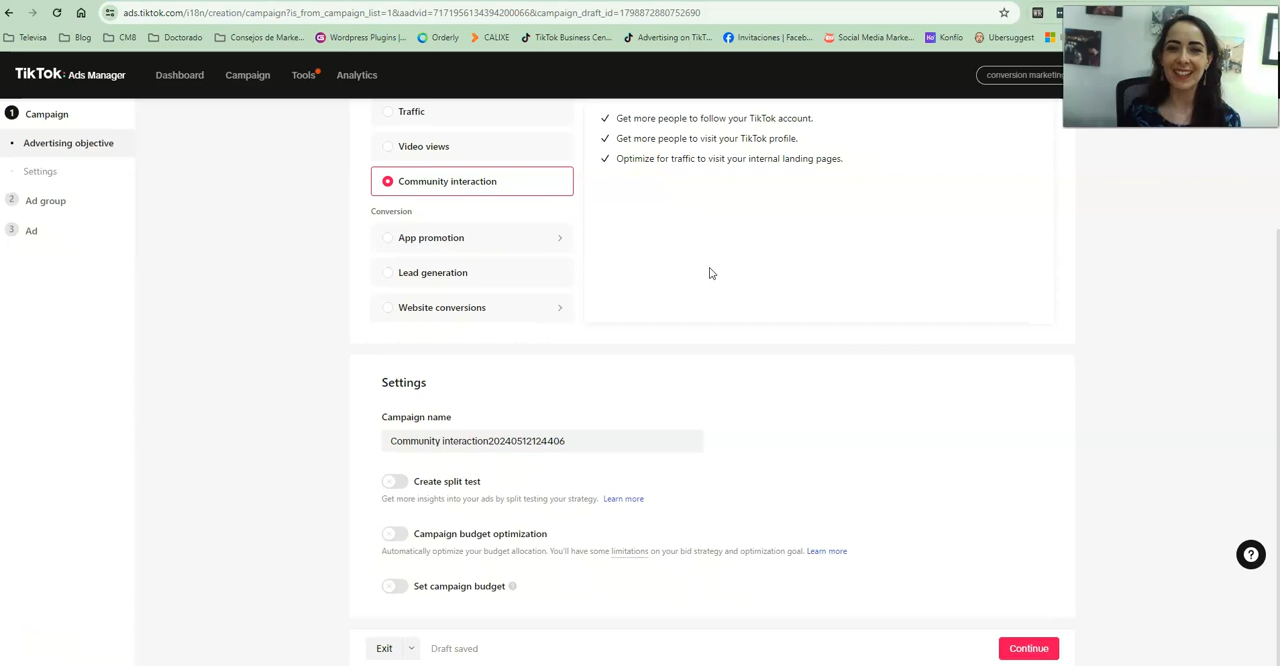 ads.tiktok.com/i18n/creation/campaign?is_from_campaign_list=1&aadvid=7171956134394200066&campaign_draft_id=1798872880752690
Televisa Blog CM8 Doctorado Consejos de Marke... Wordpress Plugins |... Orderly CALIXE TikTok Business Cen... Advertising on TikT... Invitaciones | Faceb... Social Media Marke... Konfío Ubersuggest
TikTok: Ads Manager Dashboard Campaign Tools Analytics conversion marketing
1 Campaign
Advertising objective
Settings
2 Ad group
3 Ad
Traffic
Video views
Community interaction
Conversion
App promotion
Lead generation
Website conversions
Get more people to follow your TikTok account.
Get more people to visit your TikTok profile.
Optimize for traffic to visit your internal landing pages.
Settings
Campaign name
Community interaction20240512124406
Create split test
Get more insights into your ads by split testing your strategy. Learn more
Campaign budget optimization
Automatically optimize your budget allocation. You'll have some limitations on your bid strategy and optimization goal. Learn more
Set campaign budget ?
Exit Draft saved Continue
?